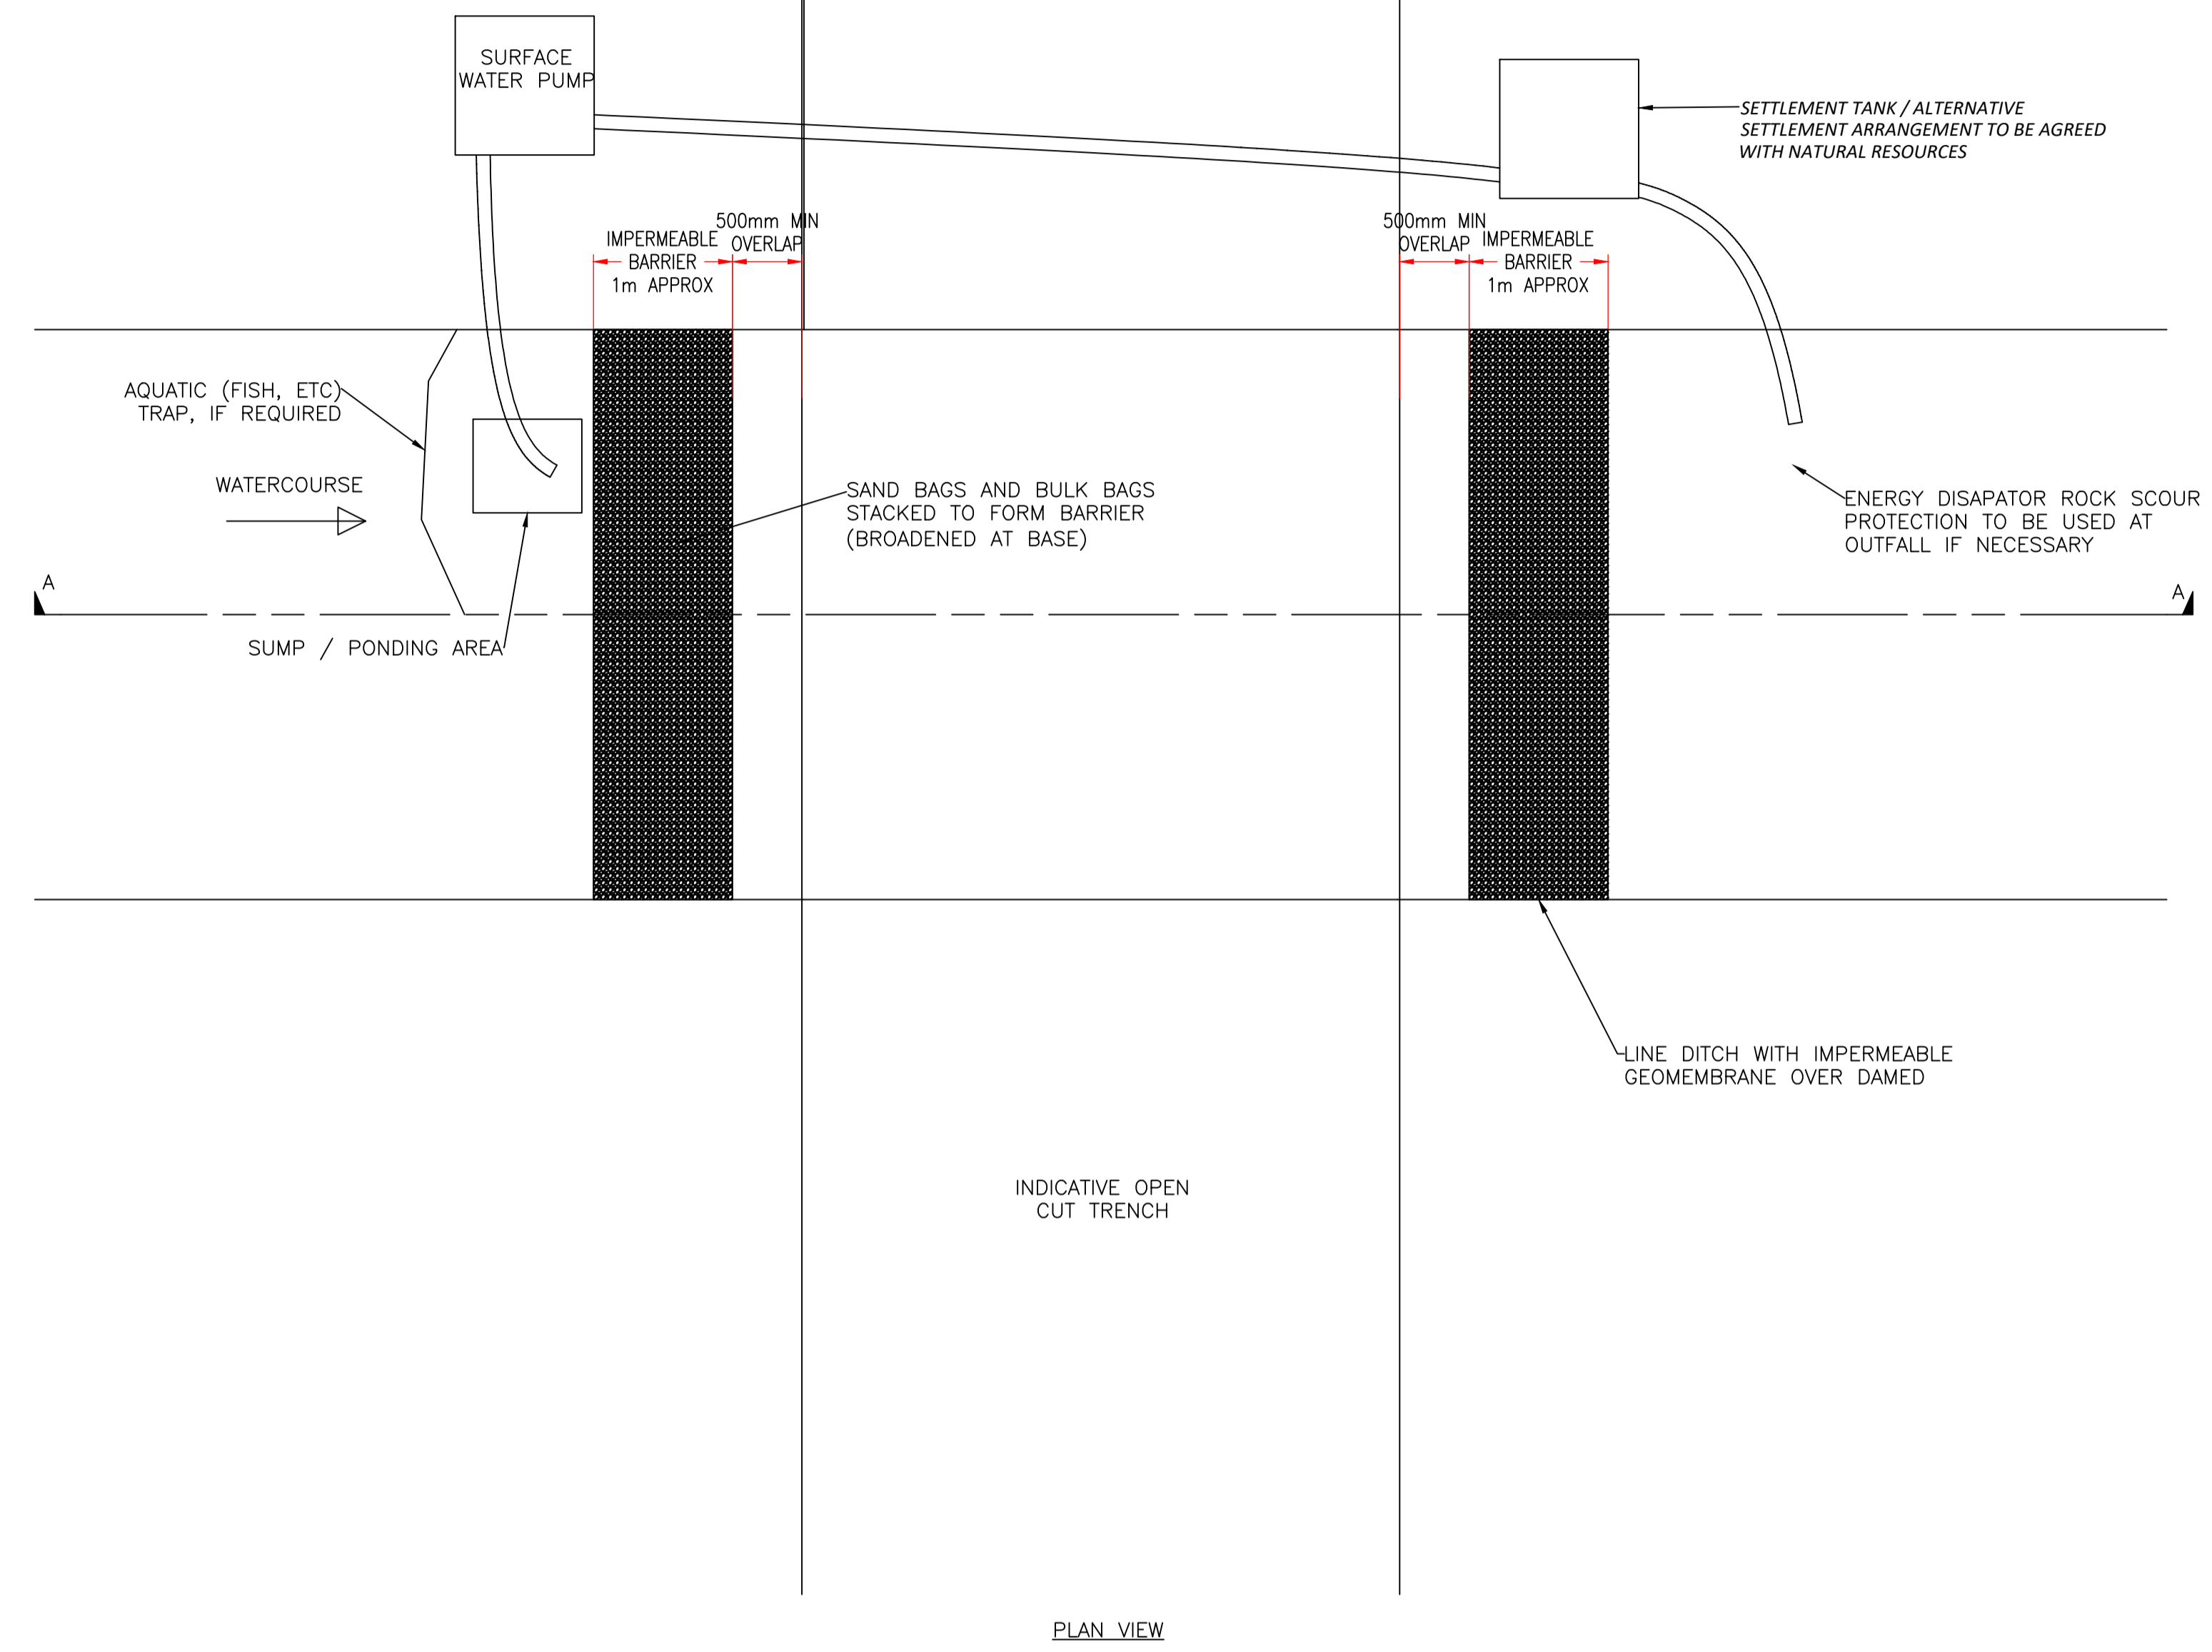 SURFACE
WATER PUMP
SETTLEMENT TANK / ALTERNATIVE
SETTLEMENT ARRANGEMENT TO BE AGREED
WITH NATURAL RESOURCES
IMPERMEABLE
BARRIER
1m APPROX
500mm MIN
OVERLAP
500mm MIN
OVERLAP
IMPERMEABLE
BARRIER
1m APPROX
AQUATIC (FISH, ETC)
TRAP, IF REQUIRED
WATERCOURSE
SAND BAGS AND BULK BAGS
STACKED TO FORM BARRIER
(BROADENED AT BASE)
ENERGY DISAPATOR ROCK SCOUR
PROTECTION TO BE USED AT
OUTFALL IF NECESSARY
A
A
SUMP / PONDING AREA
LINE DITCH WITH IMPERMEABLE
GEOMEMBRANE OVER DAMED
INDICATIVE OPEN
CUT TRENCH
PLAN VIEW